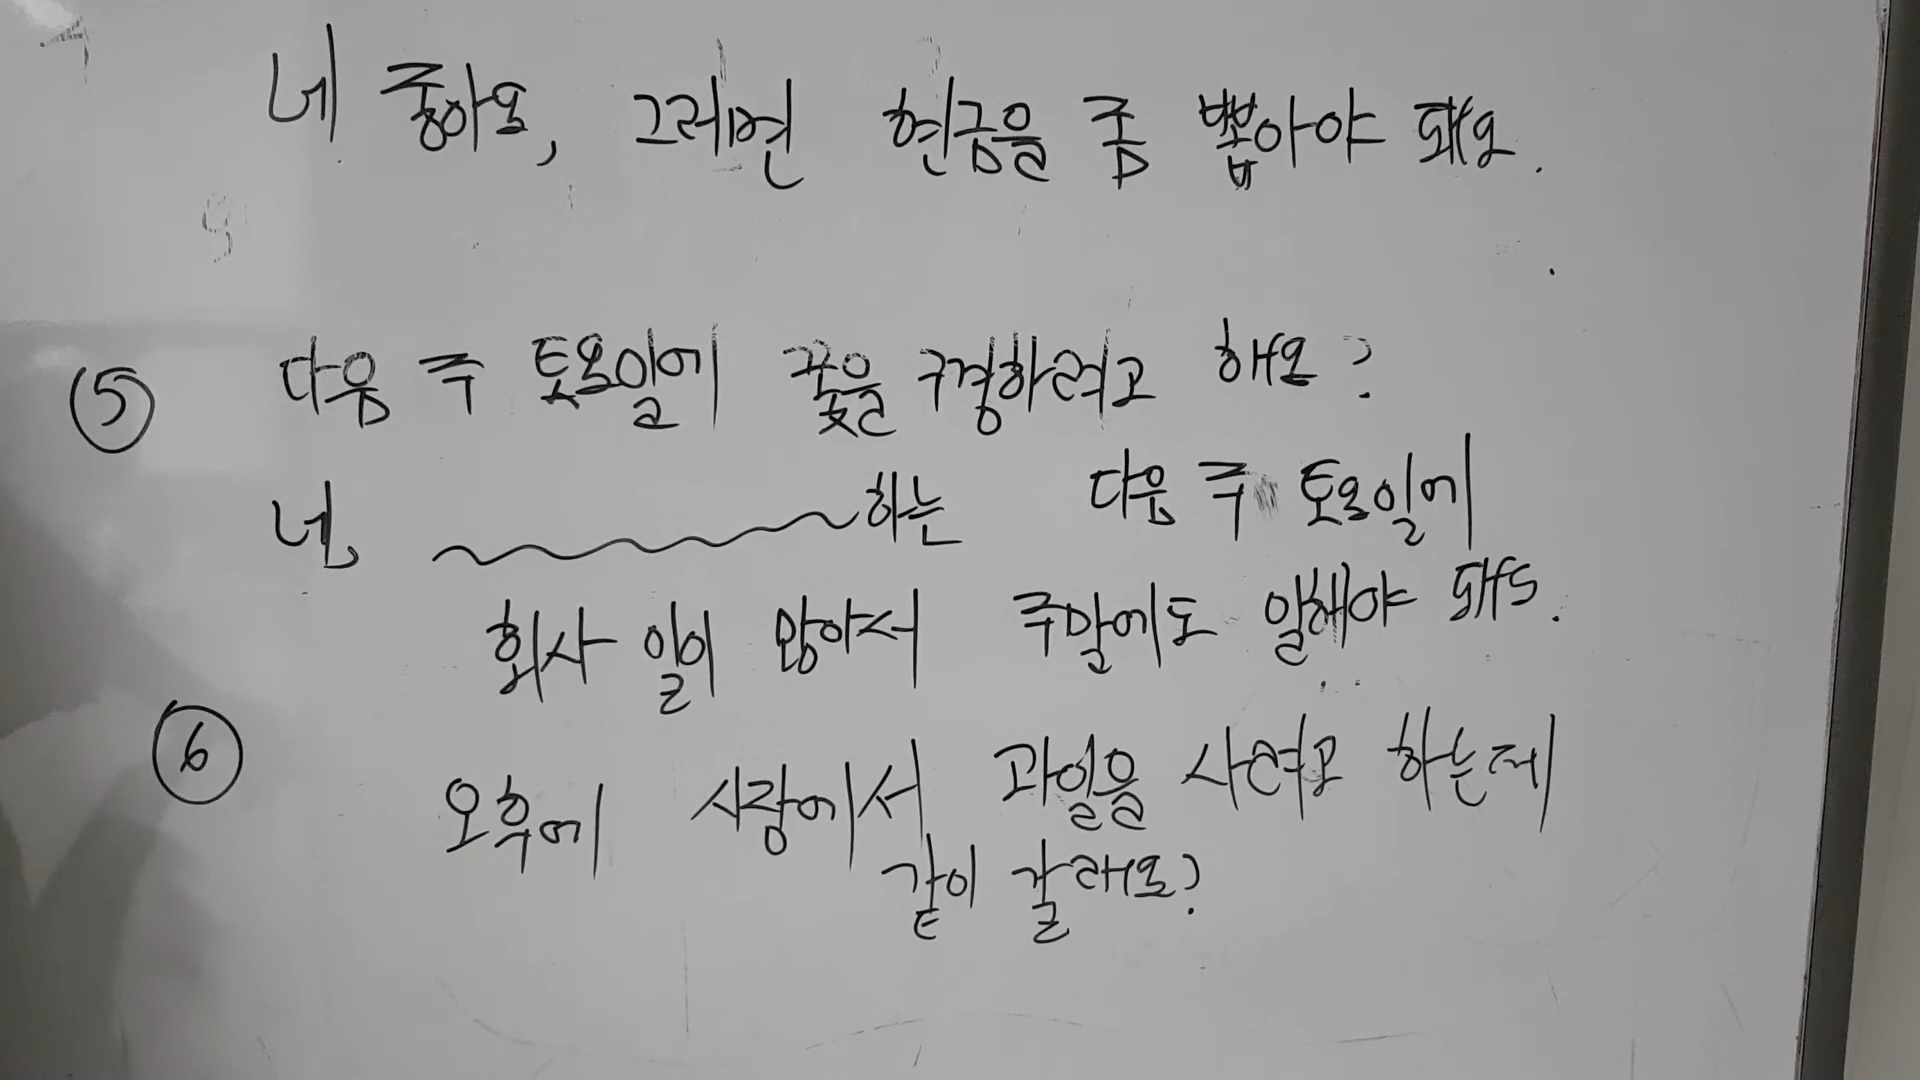 네 좋아요, 그러면 현금을 좀 뽑아야 돼요.
⑤ 다음 주 토요일에 꽃을 구경하려고 해요?
네, 하는 다음 주 토요일에
회사 일이 많아서 주말에도 일해야 돼
⑥ 오후에 시장에서 과일을 사려고 하는데
같이 갈래요?